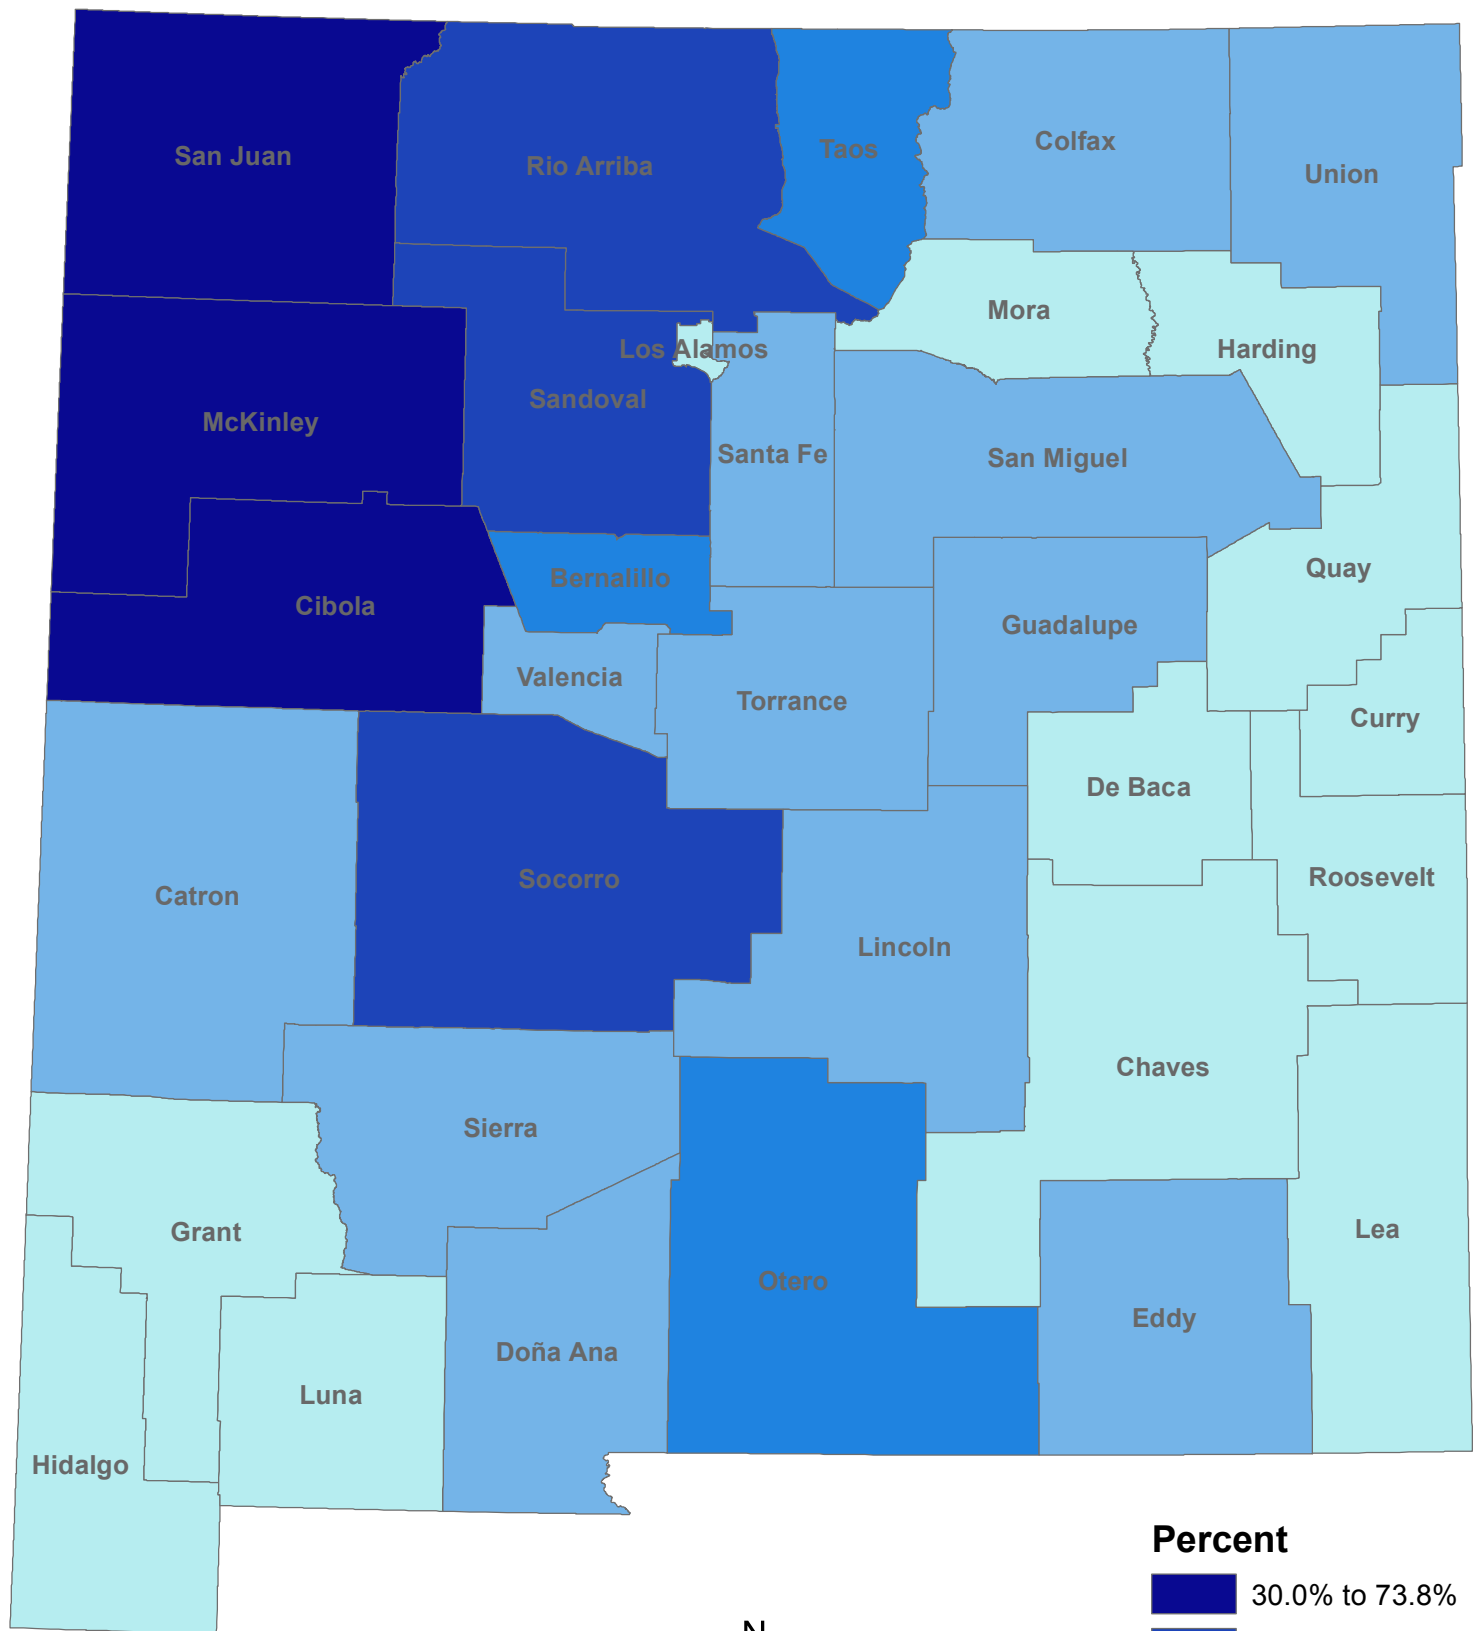 San Juan
Rio Arriba
Taos
Colfax
Union
Mora
Harding
Los Alamos
Sandoval
McKinley
Santa Fe
San Miguel
Quay
Bernalillo
Cibola
Guadalupe
Valencia
Torrance
Curry
De Baca
Roosevelt
Socorro
Catron
Lincoln
Chaves
Sierra
Grant
Lea
Otero
Eddy
Doña Ana
Luna
Hidalgo
Percent
30.0% to 73.8%
N